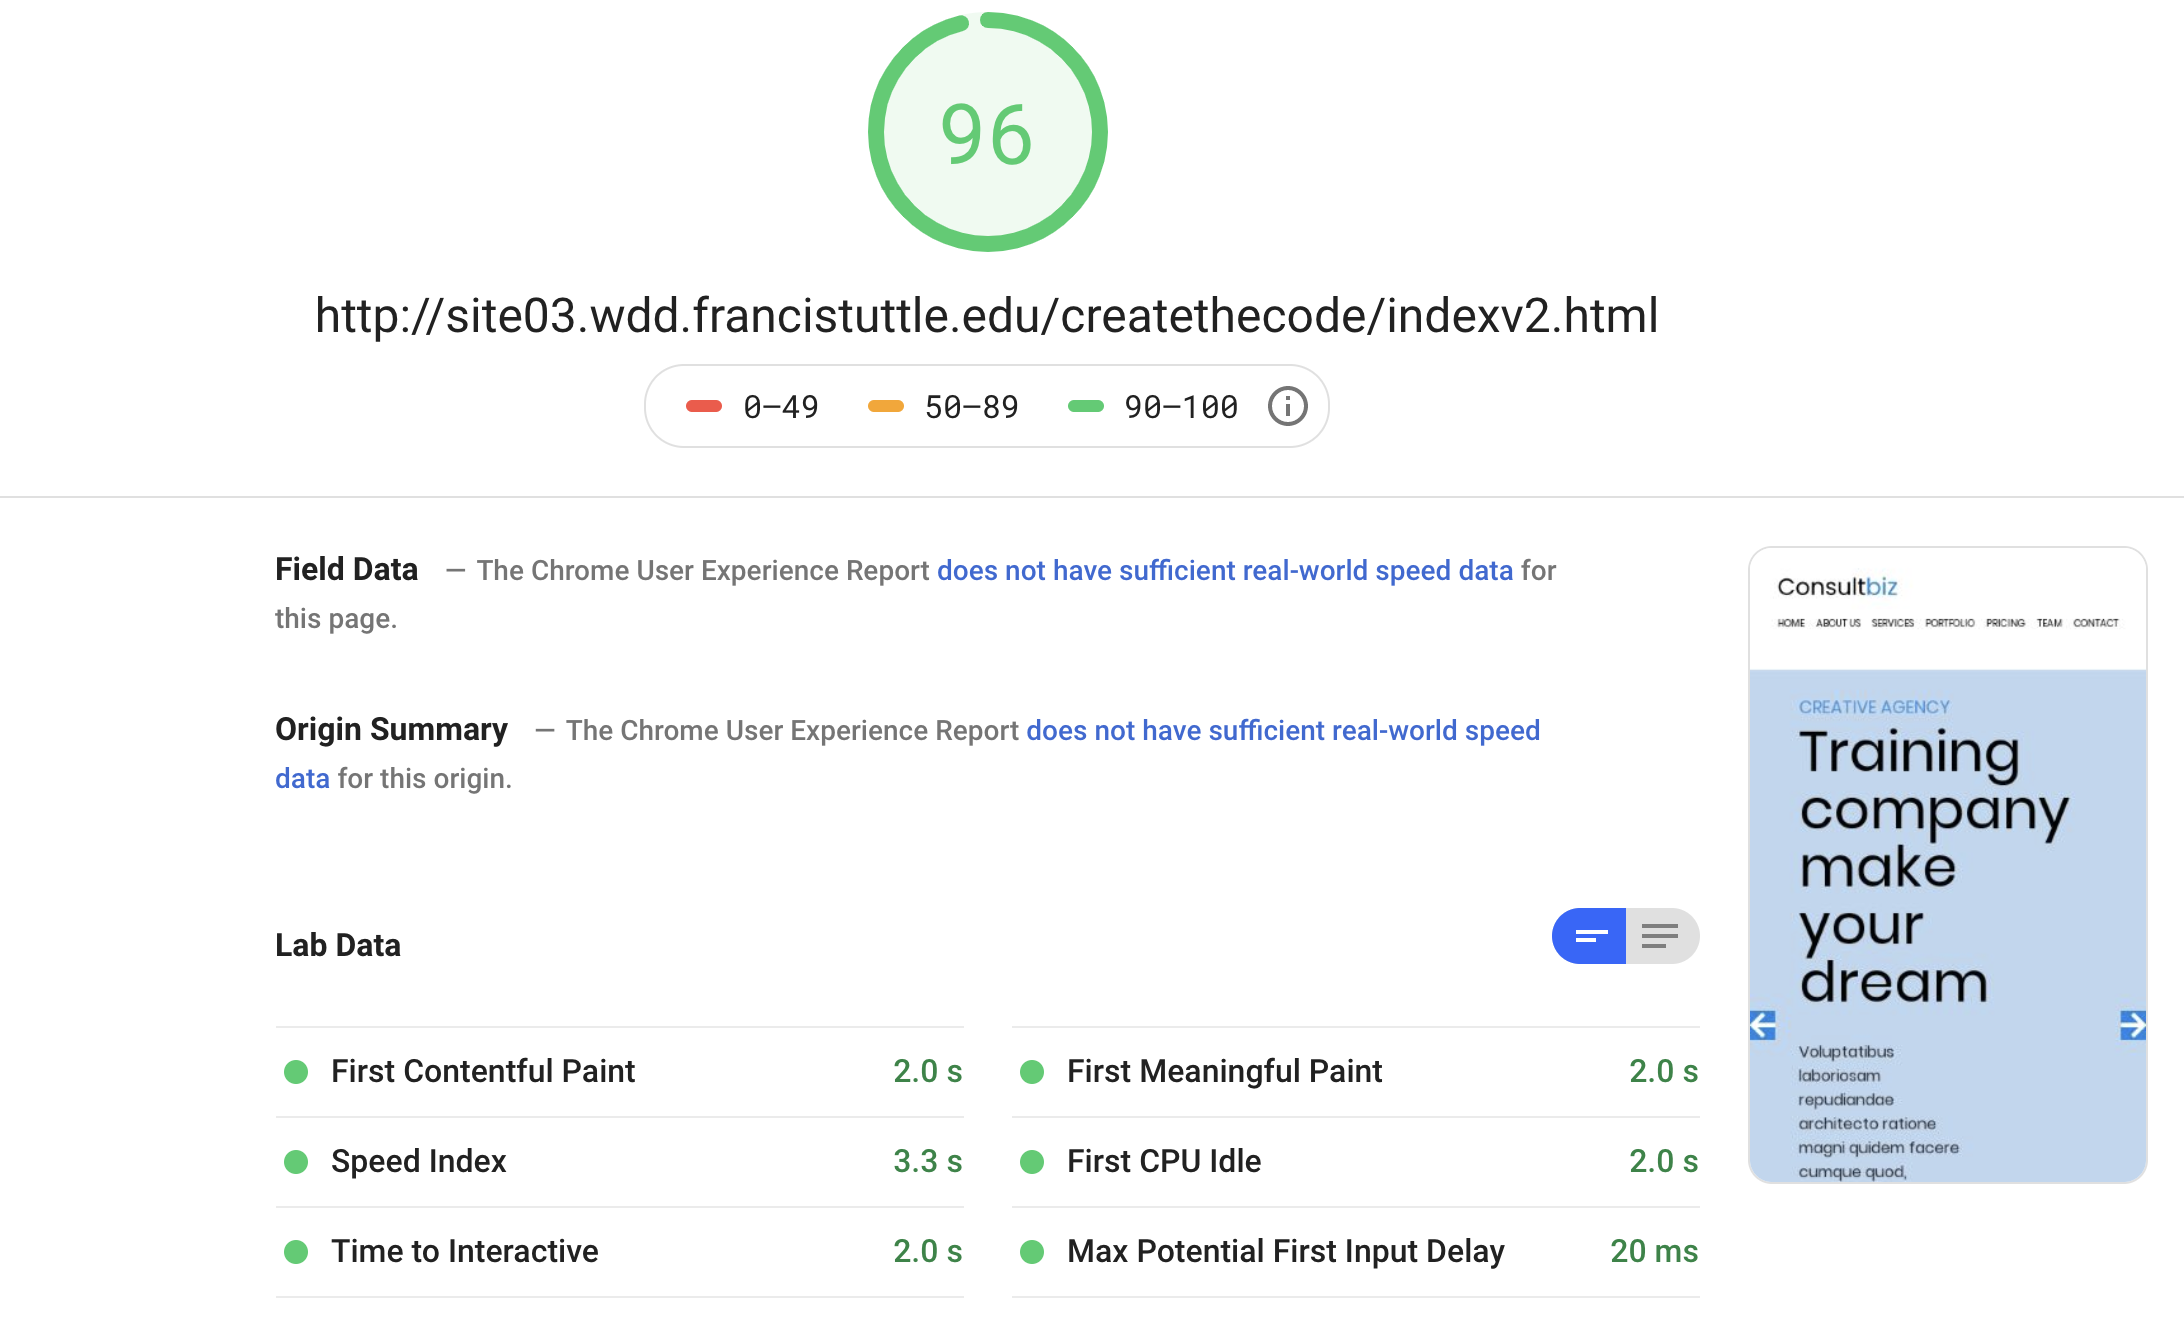 96
http://site03.wdd.francistuttle.edu/createthecode/indexv2.html
0–49 50–89 90–100
Field Data — The Chrome User Experience Report does not have sufficient real-world speed data for
this page.
Origin Summary — The Chrome User Experience Report does not have sufficient real-world speed
data for this origin.
Lab Data
First Contentful Paint 2.0 s
First Meaningful Paint 2.0 s
Speed Index 3.3 s
First CPU Idle 2.0 s
Time to Interactive 2.0 s
Max Potential First Input Delay 20 ms
Consultbiz
HOME ABOUT US SERVICES PORTFOLIO PRICING TEAM CONTACT
CREATIVE AGENCY
Training
company
make
your
dream
Voluptatibus
laboriosam
repudiandae
architecto ratione
magni quidem facere
cumque quod,